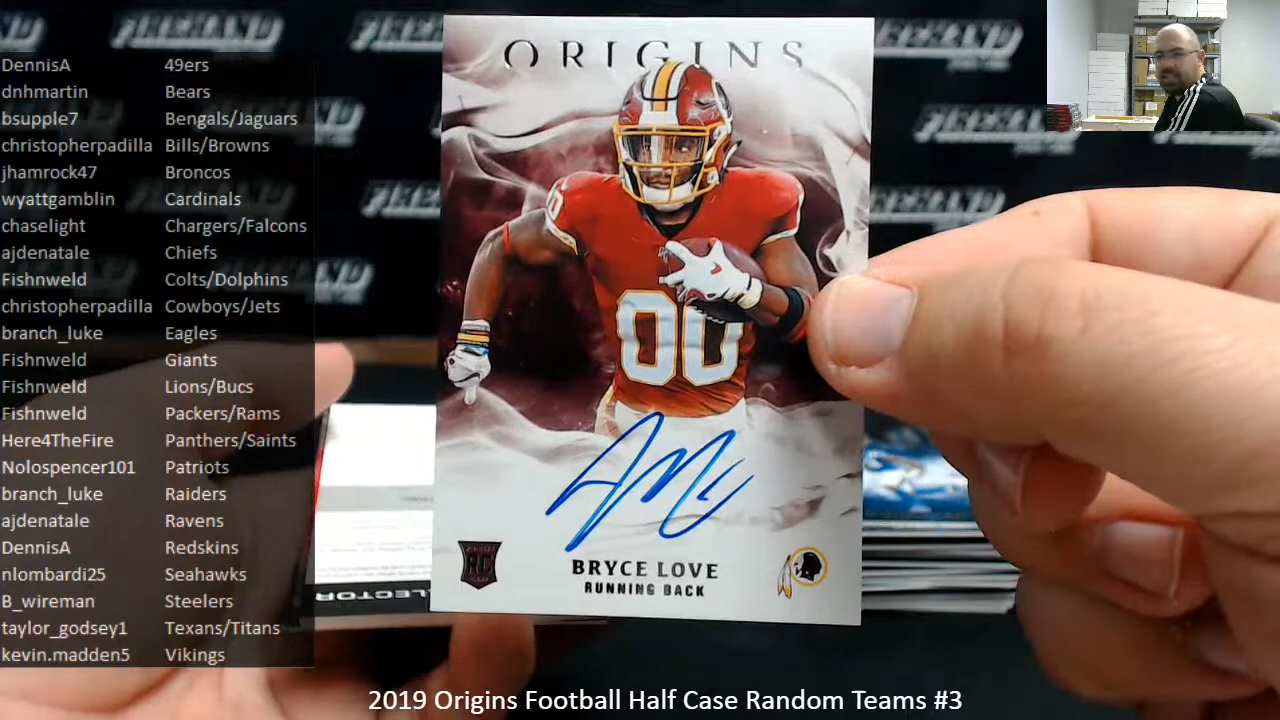 DennisA 49ers
dnhmartin Bears
bsupple7 Bengals/Jaguars
christopherpadilla Bills/Browns
jhamrock47 Broncos
wyattgamblin Cardinals
chaselight Chargers/Falcons
ajdenatale Chiefs
Fishnweld Colts/Dolphins
christopherpadilla Cowboys/Jets
branch_luke Eagles
Fishnweld Giants
Fishnweld Lions/Bucs
Fishnweld Packers/Rams
Here4TheFire Panthers/Saints
Nolospencer101 Patriots
branch_luke Raiders
ajdenatale Ravens
DennisA Redskins
nlombardi25 Seahawks
B_wireman Steelers
taylor_godsey1 Texans/Titans
kevin.madden5 Vikings
ORIGINS
00
RC
BRYCE LOVE
RUNNING BACK
FIREHAND
FIREHAND
FIREHAND
2019 Origins Football Half Case Random Teams #3